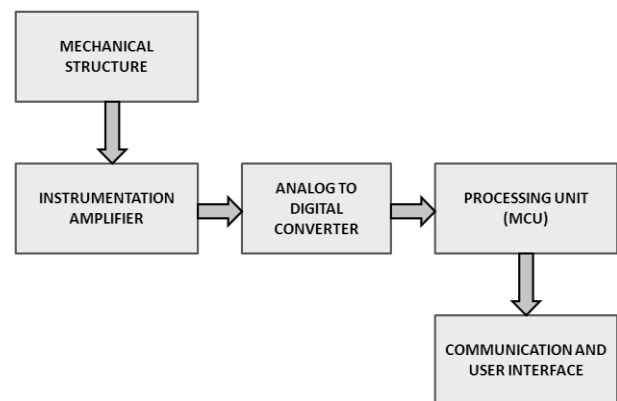 MECHANICAL
STRUCTURE
INSTRUMENTATION
AMPLIFIER
ANALOG TO
DIGITAL
CONVERTER
PROCESSING UNIT
(MCU)
COMMUNICATION AND
USER INTERFACE